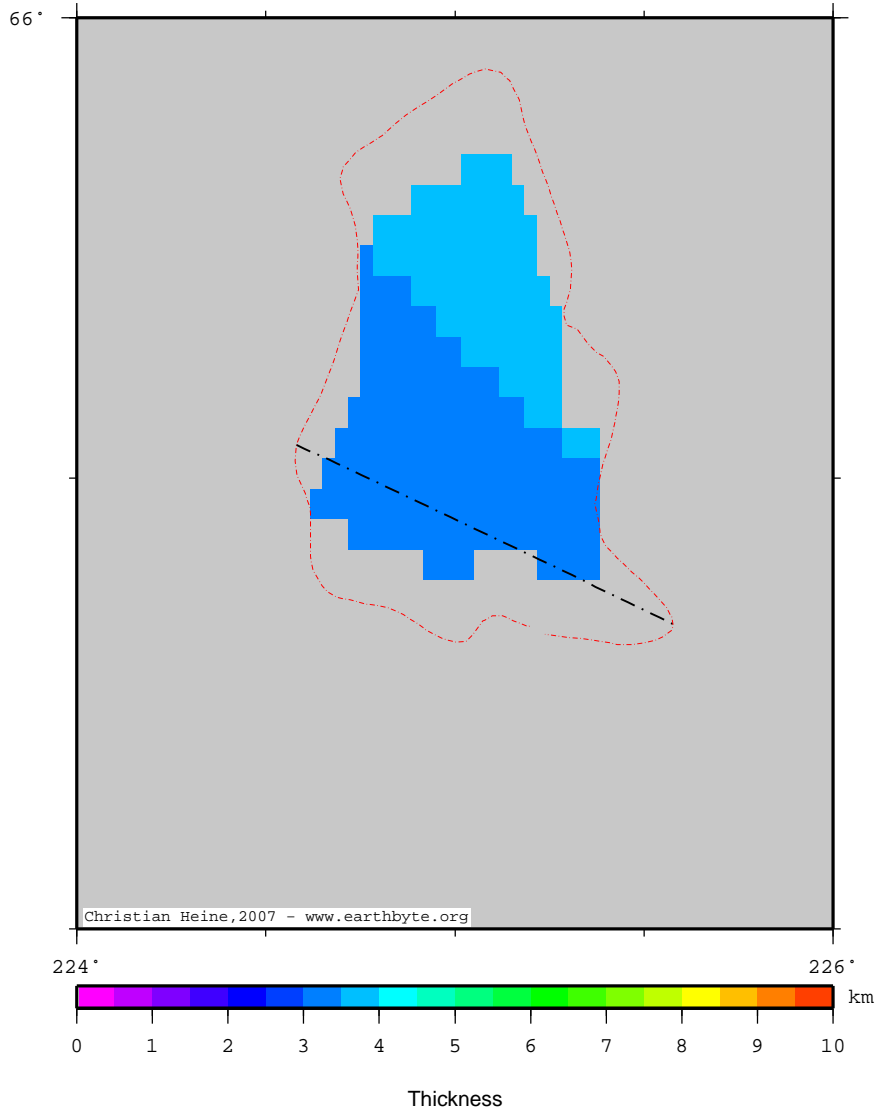 66°
Christian Heine,2007 - www.earthbyte.org
224° 226°
km
0 1 2 3 4 5 6 7 8 9 10
Thickness